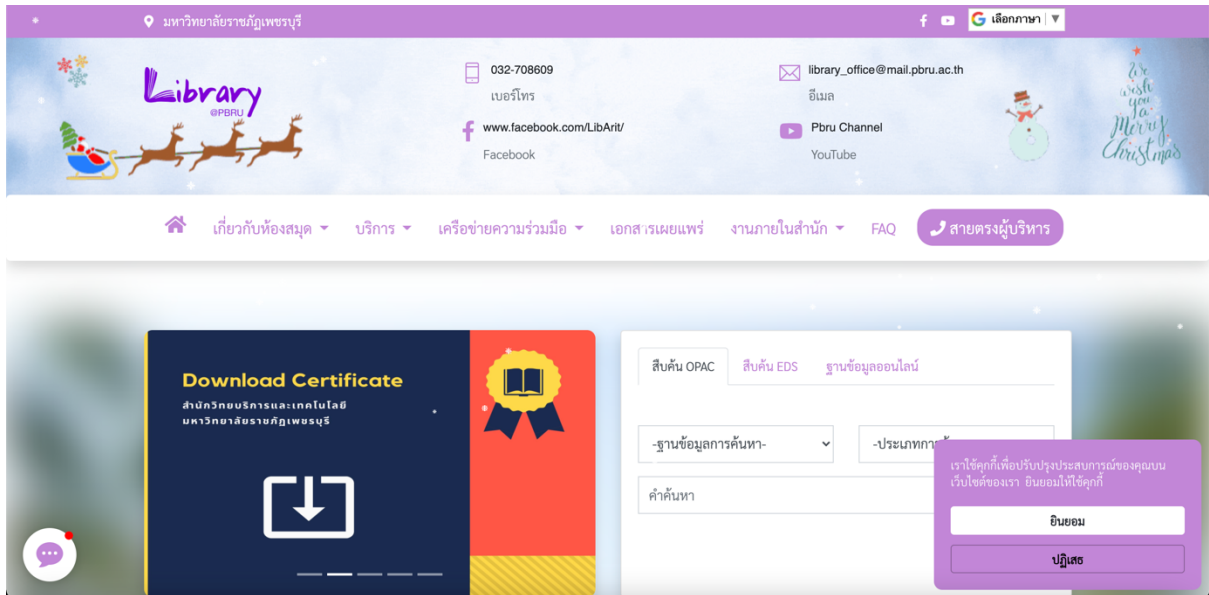 มหาวิทยาลัยราชภัฏเพชรบุรี
เลือกภาษา
Library
@PBRU
032-708609
เบอร์โทร
www.facebook.com/LibArit/
Facebook
library_office@mail.pbru.ac.th
อีเมล
Pbru Channel
YouTube
We
wish
you
a
Merry
Christmas
เกี่ยวกับห้องสมุด
บริการ
เครือข่ายความร่วมมือ
เอกสารเผยแพร่
งานภายในสำนัก
FAQ
สายตรงผู้บริหาร
Download Certificate
สำนักวิทยบริการและเทคโนโลยี
มหาวิทยาลัยราชภัฏเพชรบุรี
สืบค้น OPAC
สืบค้น EDS
ฐานข้อมูลออนไลน์
-ฐานข้อมูลการค้นหา-
คำค้นหา
เราใช้คุกกี้เพื่อปรับปรุงประสบการณ์ของคุณบน
เว็บไซต์ของเรา ยินยอมให้ใช้คุกกี้
ยินยอม
ปฏิเสธ